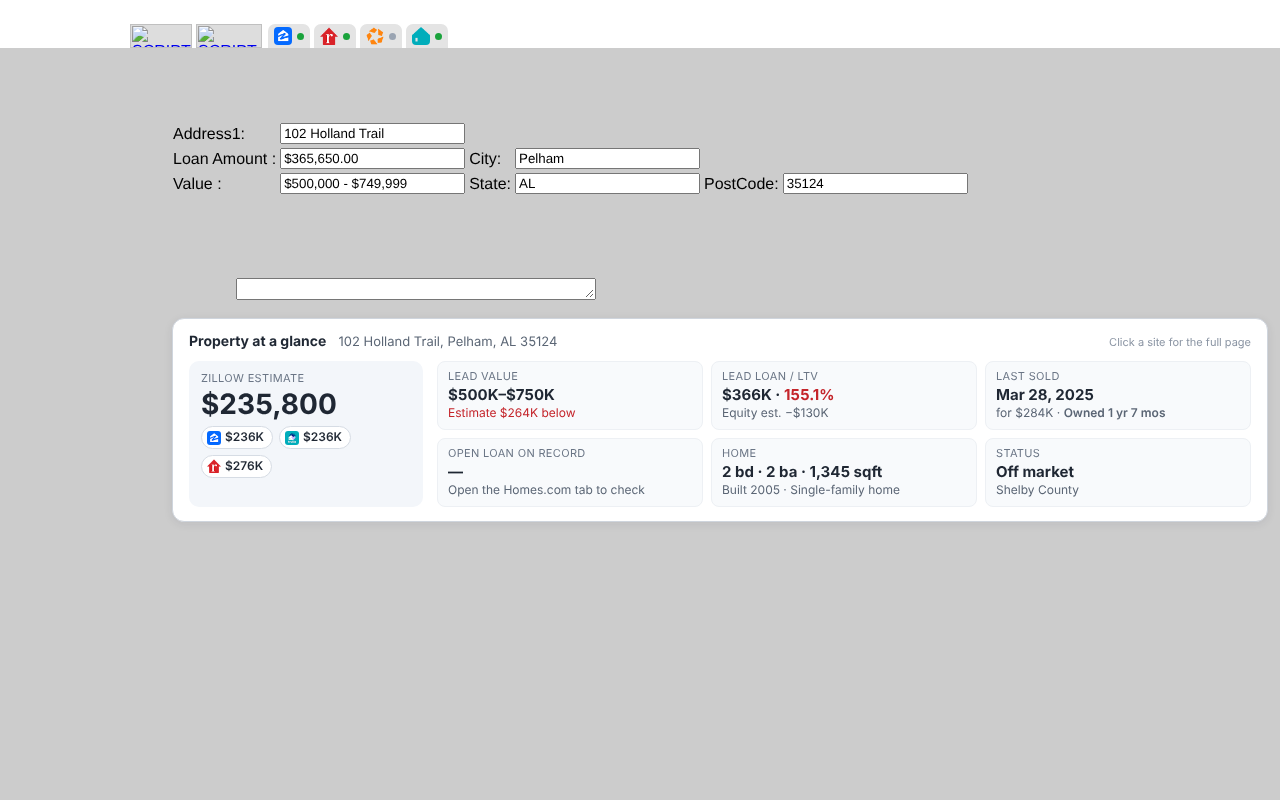 SCRIPT SCRIPT
Address1: 102 Holland Trail
Loan Amount : $365,650.00 City: Pelham
Value : $500,000 - $749,999 State: AL PostCode: 35124
Property at a glance 102 Holland Trail, Pelham, AL 35124 Click a site for the full page
ZILLOW ESTIMATE
$235,800
$236K $236K
$276K
LEAD VALUE
$500K–$750K
Estimate $264K below
LEAD LOAN / LTV
$366K · 155.1%
Equity est. −$130K
LAST SOLD
Mar 28, 2025
for $284K · Owned 1 yr 7 mos
OPEN LOAN ON RECORD
—
Open the Homes.com tab to check
HOME
2 bd · 2 ba · 1,345 sqft
Built 2005 · Single-family home
STATUS
Off market
Shelby County